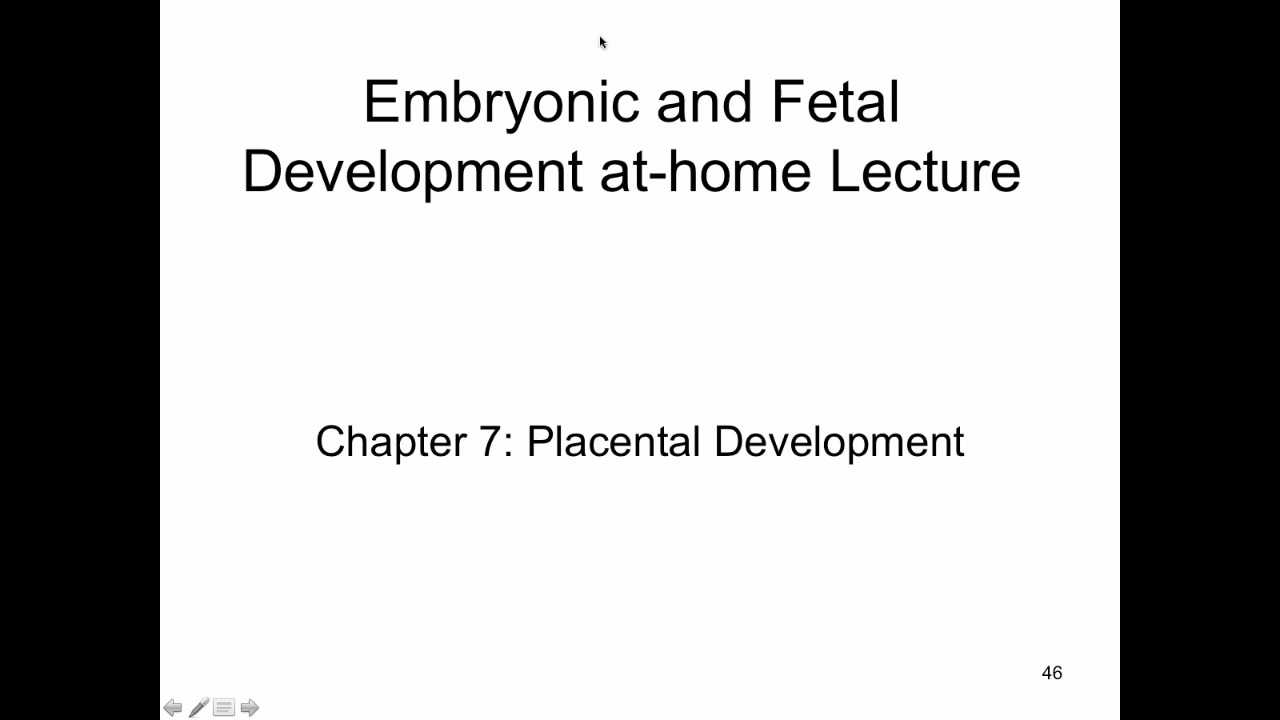 Embryonic and Fetal
Development at-home Lecture
Chapter 7: Placental Development
46